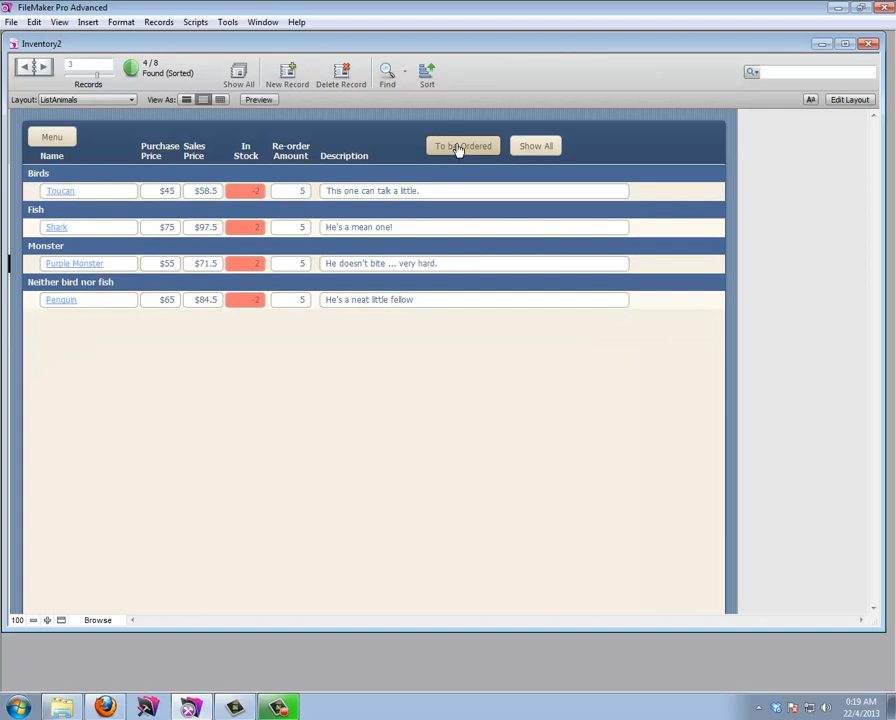 FileMaker Pro Advanced
File Edit View Insert Format Records Scripts Tools Window Help
Inventory2
3
4 / 8
Found (Sorted)
Records
Show All New Record Delete Record Find Sort
Layout: ListAnimals View As: Preview Aa Edit Layout
Menu
To be Ordered Show All
Name Purchase Price Sales Price In Stock Re-order Amount Description
Birds
Toucan $45 $58.5 -2 5 This one can talk a little.
Fish
Shark $75 $97.5 2 5 He's a mean one!
Monster
Purple Monster $55 $71.5 2 5 He doesn't bite ... very hard.
Neither bird nor fish
Penquin $65 $84.5 -2 5 He's a neat little fellow
100 Browse
0:19 AM
22/4/2013